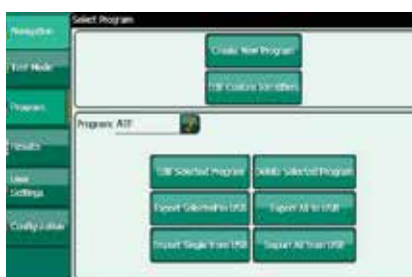 Select Program
Navigation
Create New Program
Test Mode
Edit Custom Identifiers
Program
Program: ATF
Results
Edit Selected Program
Delete Selected Program
User Settings
Export Selected to USB
Export All to USB
Configuration
Import Single from USB
Import All from USB